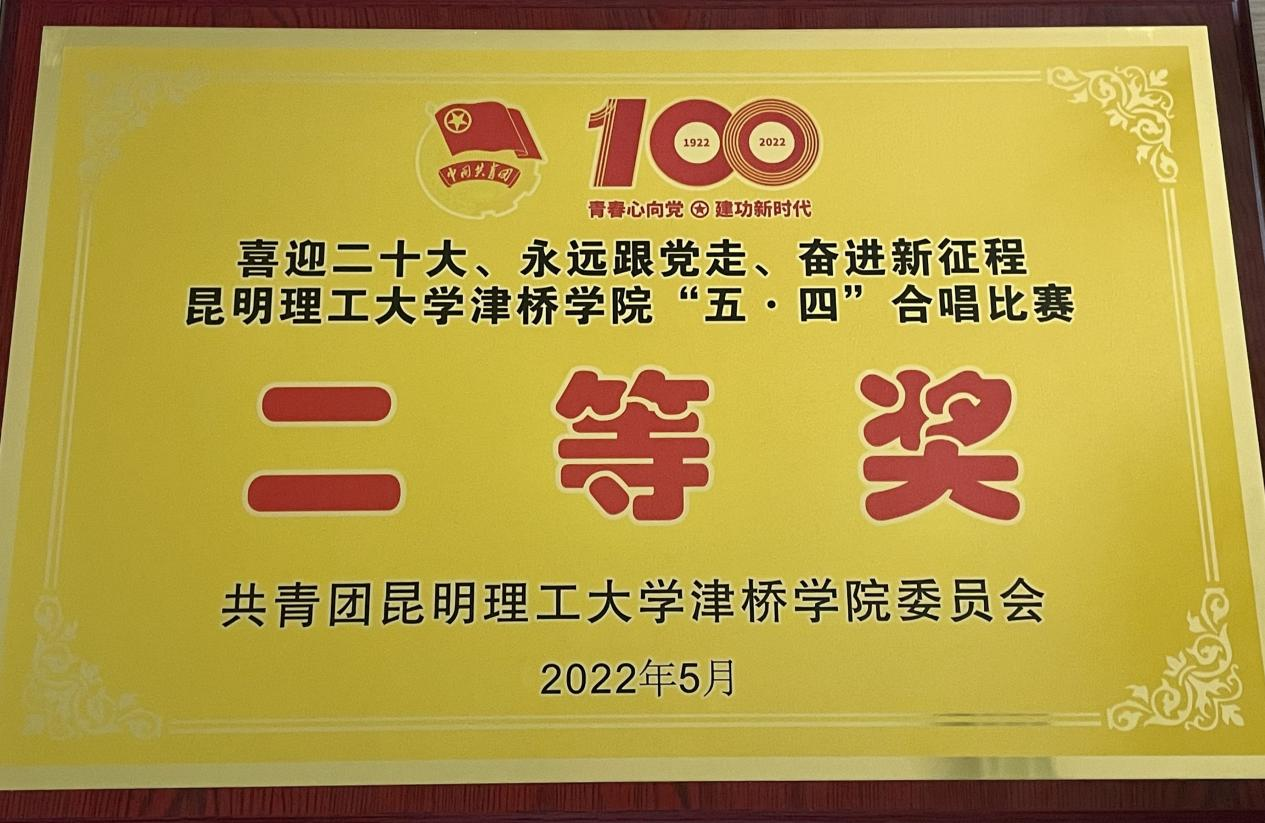 中国共青团
100
1922 2022
青春心向党 建功新时代
喜迎二十大、永远跟党走、奋进新征程
昆明理工大学津桥学院“五·四”合唱比赛
二等奖
共青团昆明理工大学津桥学院委员会
2022年5月